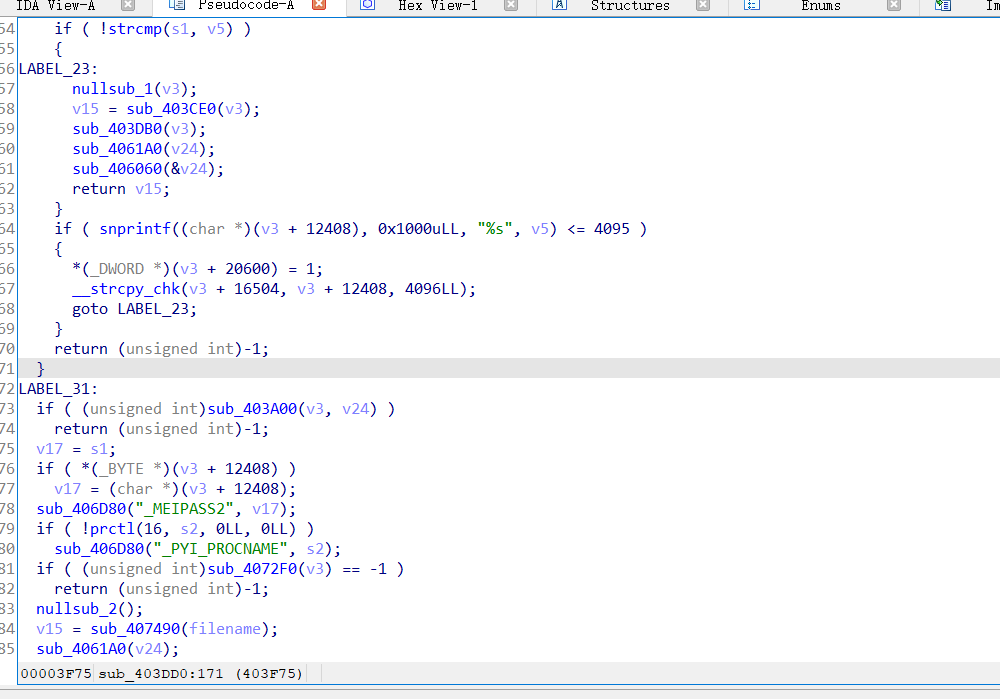 IDA View-A Pseudocode-A Hex View-1 Structures Enums Im
54 if ( !strcmp(s1, v5) )
55 {
56 LABEL_23:
57 nullsub_1(v3);
58 v15 = sub_403CE0(v3);
59 sub_403DB0(v3);
60 sub_4061A0(v24);
61 sub_406060(&v24);
62 return v15;
63 }
64 if ( snprintf((char *)(v3 + 12408), 0x1000uLL, "%s", v5) <= 4095 )
65 {
66 *(_DWORD *)(v3 + 20600) = 1;
67 __strcpy_chk(v3 + 16504, v3 + 12408, 4096LL);
68 goto LABEL_23;
69 }
70 return (unsigned int)-1;
71 }
72 LABEL_31:
73 if ( (unsigned int)sub_403A00(v3, v24) )
74 return (unsigned int)-1;
75 v17 = s1;
76 if ( *(_BYTE *)(v3 + 12408) )
77 v17 = (char *)(v3 + 12408);
78 sub_406D80("_MEIPASS2", v17);
79 if ( !prctl(16, s2, 0LL, 0LL) )
80 sub_406D80("_PYI_PROCNAME", s2);
81 if ( (unsigned int)sub_4072F0(v3) == -1 )
82 return (unsigned int)-1;
83 nullsub_2();
84 v15 = sub_407490(filename);
85 sub_4061A0(v24);
00003F75 sub_403DD0:171 (403F75)